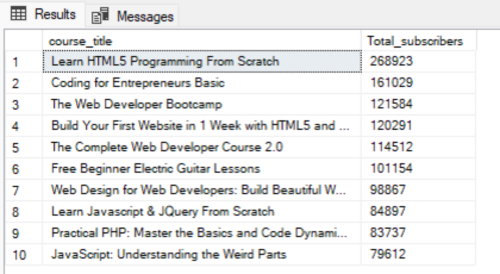 Results Messages
course_title Total_subscribers
1 Learn HTML5 Programming From Scratch 268923
2 Coding for Entrepreneurs Basic 161029
3 The Web Developer Bootcamp 121584
4 Build Your First Website in 1 Week with HTML5 and ... 120291
5 The Complete Web Developer Course 2.0 114512
6 Free Beginner Electric Guitar Lessons 101154
7 Web Design for Web Developers: Build Beautiful W... 98867
8 Learn Javascript & JQuery From Scratch 84897
9 Practical PHP: Master the Basics and Code Dynami... 83737
10 JavaScript: Understanding the Weird Parts 79612